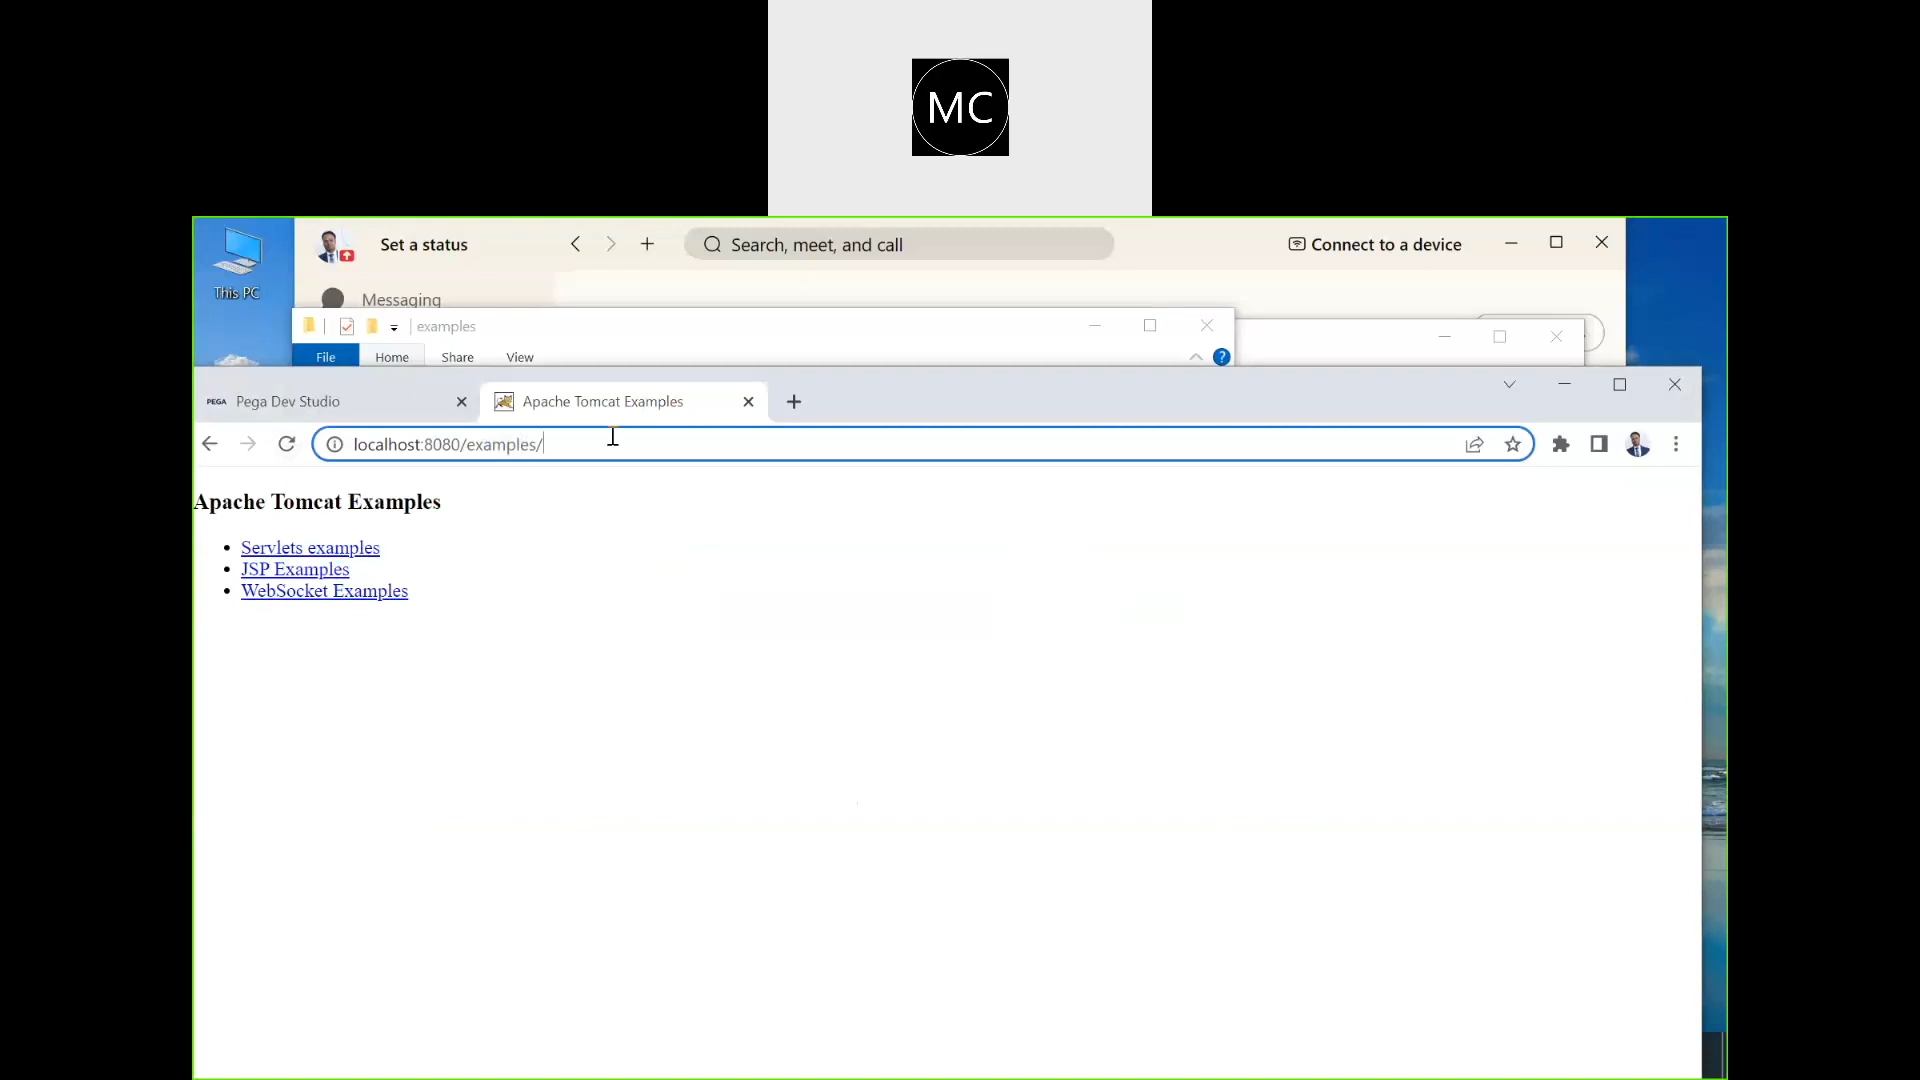 MC
This PC
Set a status
Search, meet, and call
Connect to a device
Messaging
examples
File Home Share View
PEGA Pega Dev Studio
Apache Tomcat Examples
localhost:8080/examples/
Apache Tomcat Examples
Servlets examples
JSP Examples
WebSocket Examples